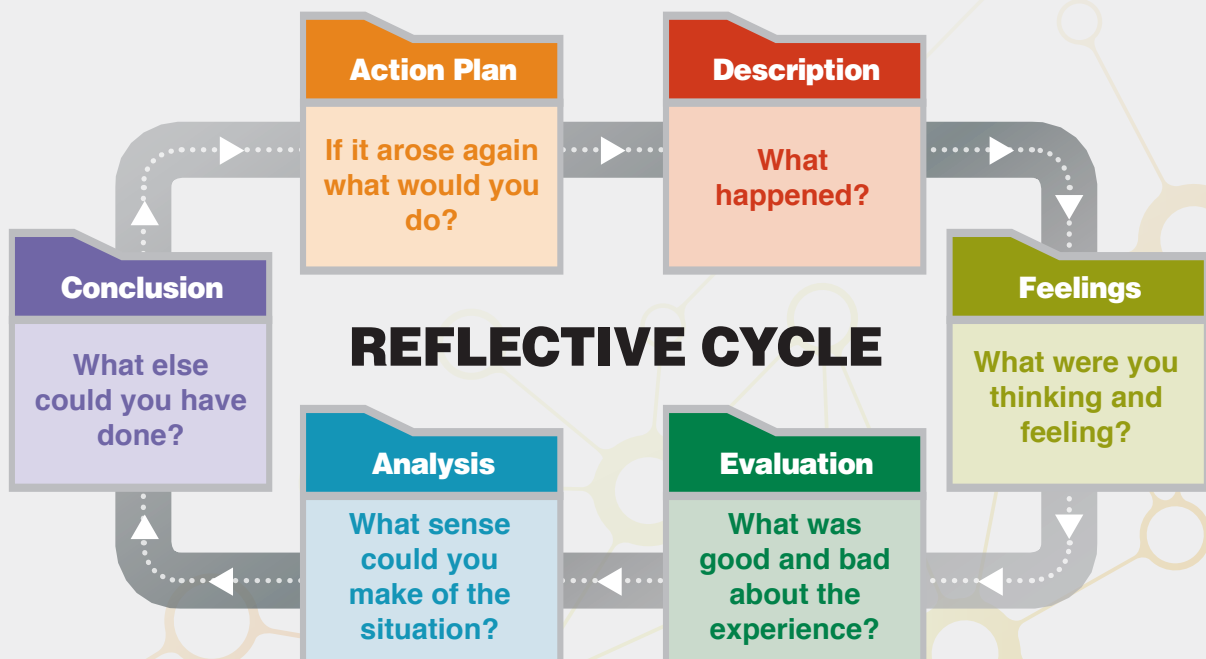 Action Plan
If it arose again
what would you
do?
Description
What
happened?
Feelings
What were you
thinking and
feeling?
Evaluation
What was
good and bad
about the
experience?
Analysis
What sense
could you
make of the
situation?
Conclusion
What else
could you have
done?
REFLECTIVE CYCLE